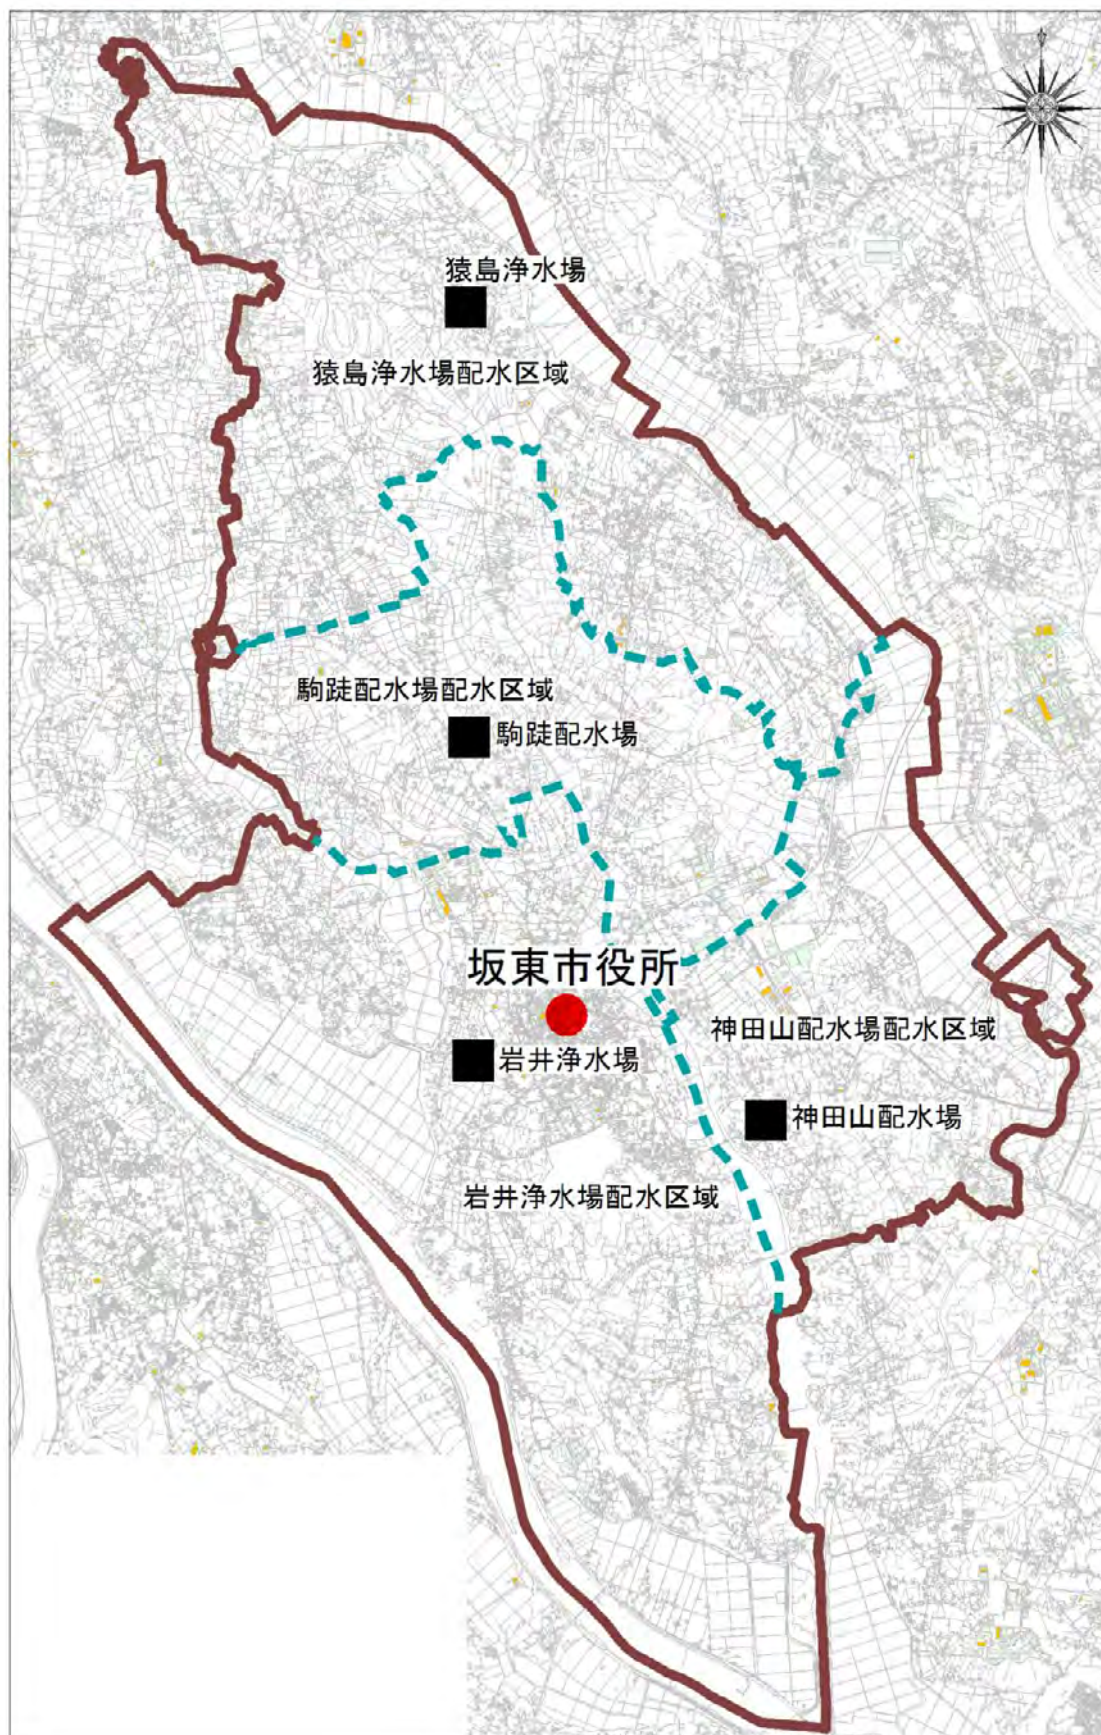 猿島浄水場
猿島浄水場配水区域
駒跿配水場配水区域
駒跿配水場
坂東市役所
神田山配水場配水区域
岩井浄水場
神田山配水場
岩井浄水場配水区域